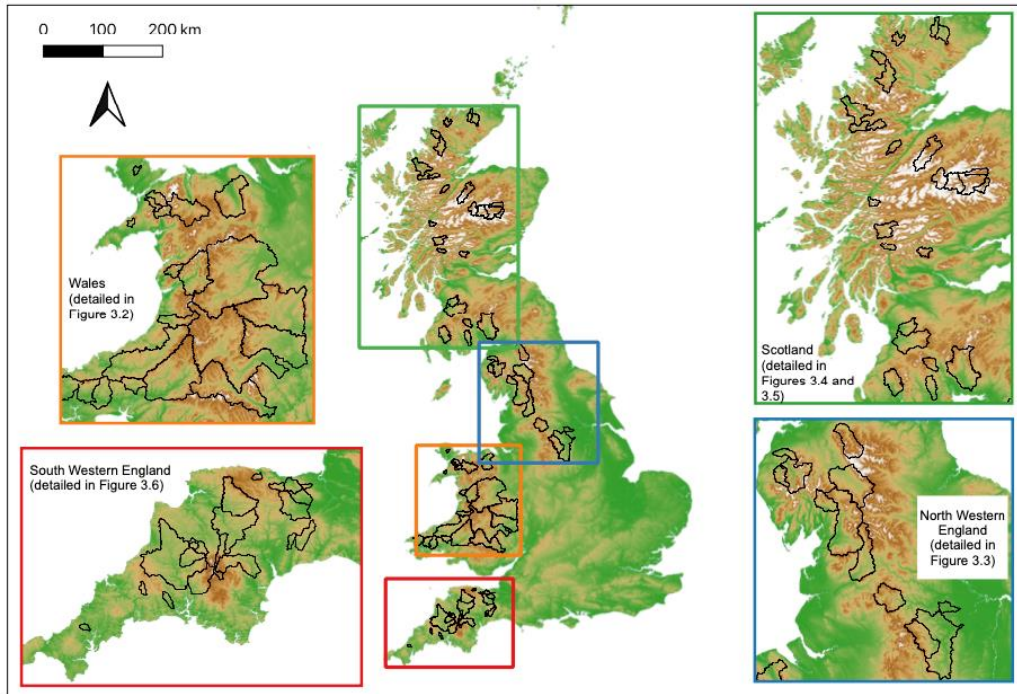 0 100 200 km
Wales
(detailed in
Figure 3.2)
South Western England
(detailed in Figure 3.6)
Scotland
(detailed in
Figures 3.4 and
3.5)
North Western
England
(detailed in
Figure 3.3)